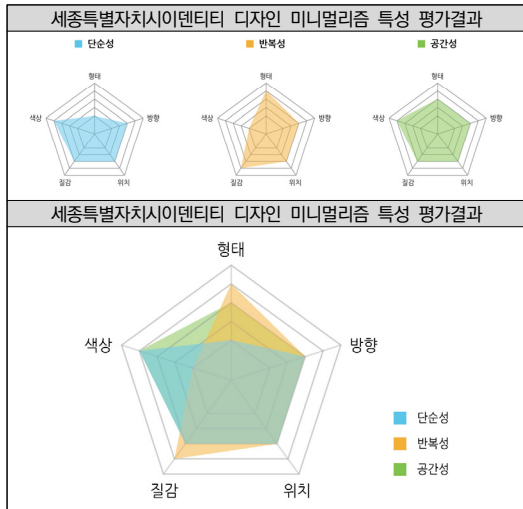 세종특별자치시이덴티티 디자인 미니멀리즘 특성 평가결과
단순성
반복성
공간성
형태
색상
방향
질감
위치
형태
색상
방향
질감
위치
형태
색상
방향
질감
위치
세종특별자치시이덴티티 디자인 미니멀리즘 특성 평가결과
형태
색상
방향
질감
위치
단순성
반복성
공간성